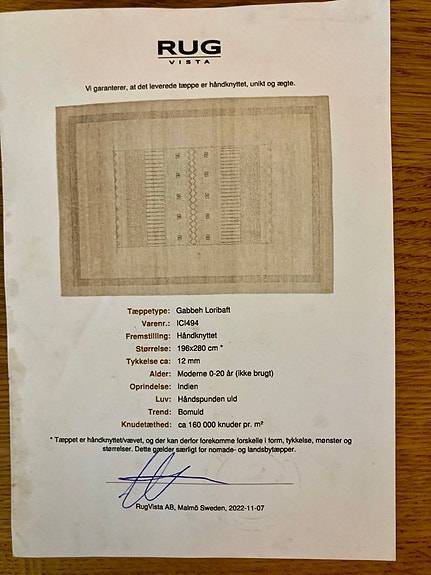 RUG
VISTA
Vi garanterer, at det leverede tæppe er håndknyttet, unikt og ægte.
Tæppetype: Gabbeh Loribaft
Varenr.: ICI494
Fremstilling: Håndknyttet
Størrelse: 196x280 cm *
Tykkelse ca: 12 mm
Alder: Moderne 0-20 år (ikke brugt)
Oprindelse: Indien
Luv: Håndspunden uld
Trend: Bomuld
Knudetæthed: ca 160 000 knuder pr. m²
* Tæppet er håndknyttet/vævet, og der kan derfor forekomme forskelle i form, tykkelse, mønster og
størrelser. Dette gælder særligt for nomade- og landsbytæpper.
RugVista AB, Malmö Sweden, 2022-11-07